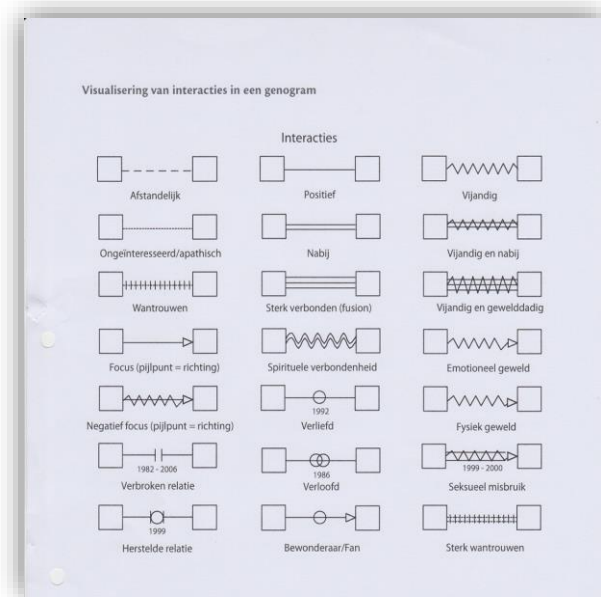 Visualisering van interacties in een genogram
Interacties
Afstandelijk
Positief
Vijandig
Ongeïnteresseerd/apathisch
Nabij
Vijandig en nabij
Wantrouwen
Sterk verbonden (fusion)
Vijandig en gewelddadig
Focus (pijlpunt = richting)
Spirituele verbondenheid
Emotioneel geweld
Negatief focus (pijlpunt = richting)
1992
Verliefd
Fysiek geweld
1982 - 2006
Verbroken relatie
1986
Verloofd
1999 - 2000
Seksueel misbruik
1999
Herstelde relatie
Bewonderaar/Fan
Sterk wantrouwen